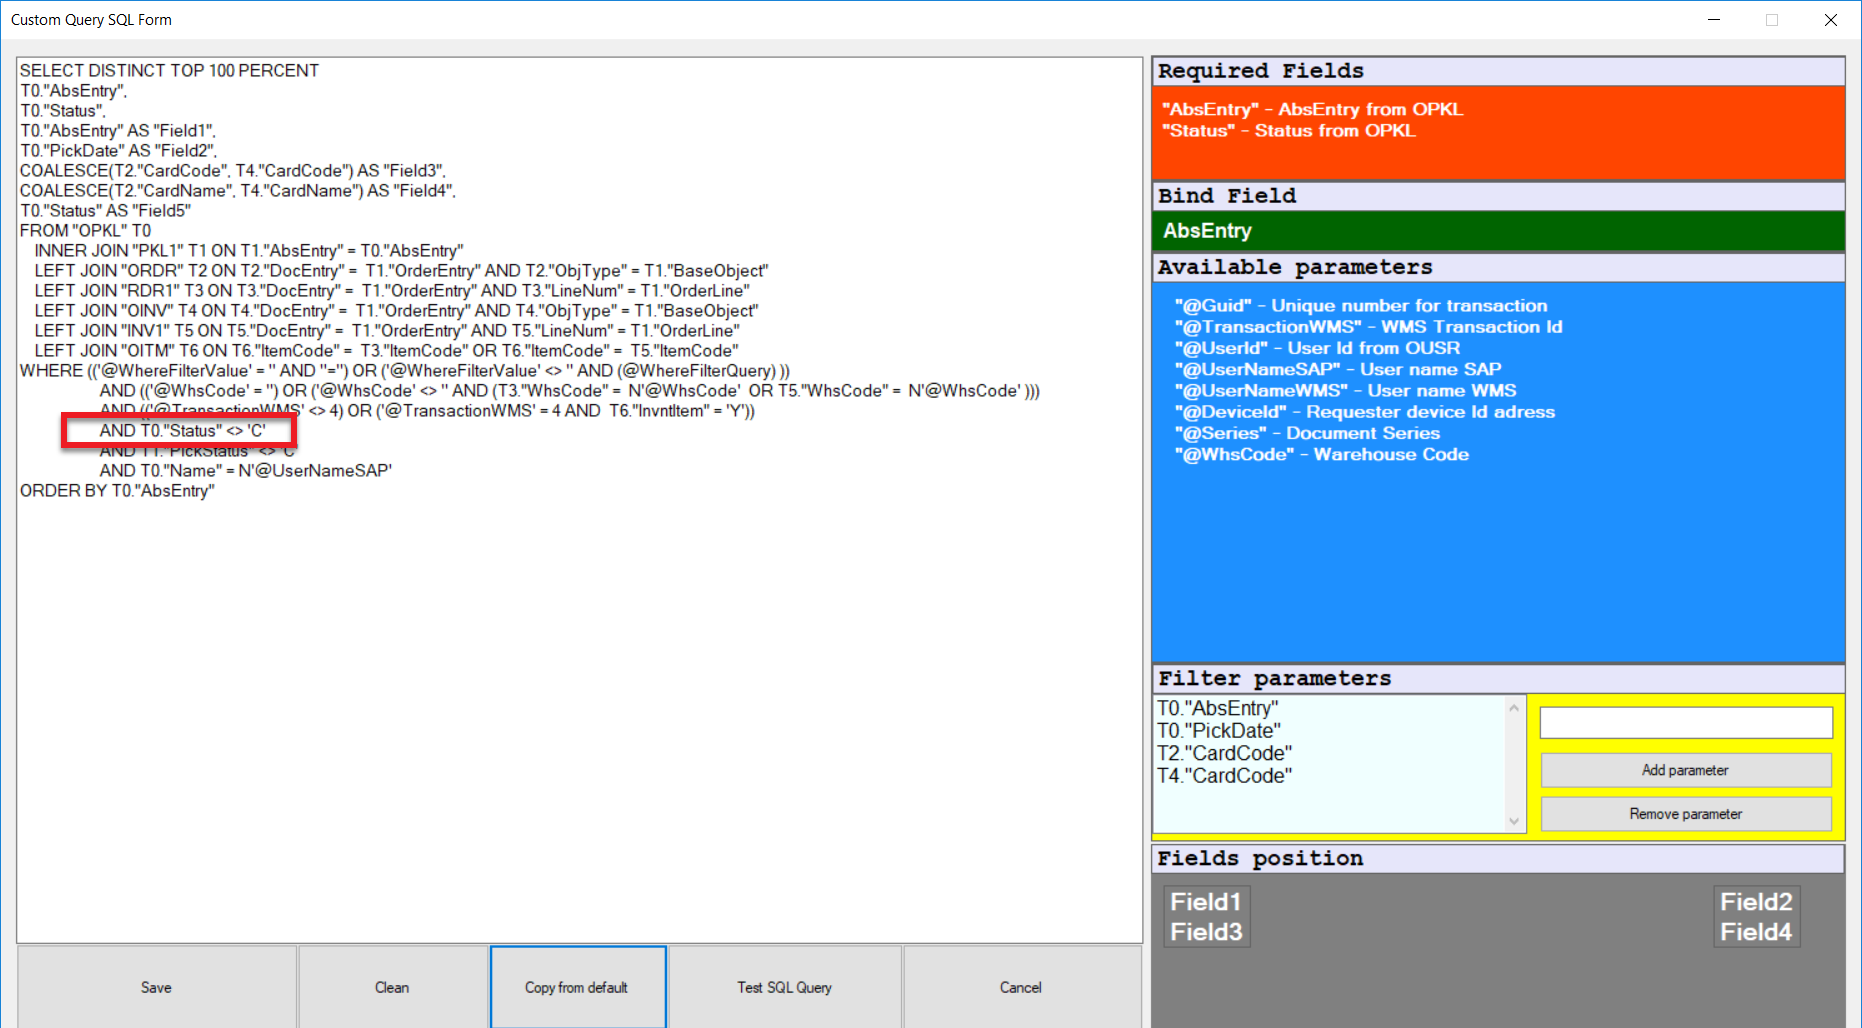 Custom Query SQL Form
SELECT DISTINCT TOP 100 PERCENT
T0."AbsEntry",
T0."Status",
T0."AbsEntry" AS "Field1",
T0."PickDate" AS "Field2",
COALESCE(T2."CardCode", T4."CardCode") AS "Field3",
COALESCE(T2."CardName", T4."CardName") AS "Field4",
T0."Status" AS "Field5"
FROM "OPKL" T0
INNER JOIN "PKL1" T1 ON T1."AbsEntry" = T0."AbsEntry"
LEFT JOIN "ORDR" T2 ON T2."DocEntry" =  T1."OrderEntry" AND T2."ObjType" = T1."BaseObject"
LEFT JOIN "RDR1" T3 ON T3."DocEntry" =  T1."OrderEntry" AND T3."LineNum" = T1."OrderLine"
LEFT JOIN "OINV" T4 ON T4."DocEntry" =  T1."OrderEntry" AND T4."ObjType" = T1."BaseObject"
LEFT JOIN "INV1" T5 ON T5."DocEntry" =  T1."OrderEntry" AND T5."LineNum" = T1."OrderLine"
LEFT JOIN "OITM" T6 ON T6."ItemCode" =  T3."ItemCode" OR T6."ItemCode" =  T5."ItemCode"
WHERE (('@WhereFilterValue' = '' AND ''='') OR ('@WhereFilterValue' <> '' AND (@WhereFilterQuery) ))
AND (('@WhsCode' = '') OR ('@WhsCode' <> '' AND (T3."WhsCode" =  N'@WhsCode'  OR T5."WhsCode" =  N'@WhsCode' )))
AND (('@TransactionWMS' <> 4) OR ('@TransactionWMS' = 4 AND  T6."InvntItem" = 'Y'))
AND T0."Status" <> 'C'
AND T1."PickStatus" <> 'C'
AND T0."Name" = N'@UserNameSAP'
ORDER BY T0."AbsEntry"
Save
Clean
Copy from default
Test SQL Query
Cancel
Required Fields
"AbsEntry" - AbsEntry from OPKL
"Status" - Status from OPKL
Bind Field
AbsEntry
Available parameters
"@Guid" - Unique number for transaction
"@TransactionWMS" - WMS Transaction Id
"@UserId" - User Id from OUSR
"@UserNameSAP" - User name SAP
"@UserNameWMS" - User name WMS
"@DeviceId" - Requester device Id adress
"@Series" - Document Series
"@WhsCode" - Warehouse Code
Filter parameters
T0."AbsEntry"
T0."PickDate"
T2."CardCode"
T4."CardCode"
Add parameter
Remove parameter
Fields position
Field1 Field2
Field3 Field4